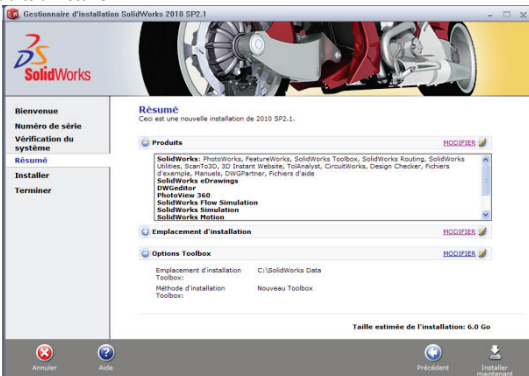 Gestionnaire d'installation SolidWorks 2010 SP2.1
SolidWorks
Bienvenue
Numéro de série
Vérification du
système
Résumé
Installer
Terminer
Résumé
Ceci est une nouvelle installation de 2010 SP2.1.
Produits
MODIFIER
SolidWorks: PhotoWorks, FeatureWorks, SolidWorks Toolbox, SolidWorks Routing, SolidWorks
Utilities, ScanTo3D, 3D Instant Website, TolAnalyst, CircuitWorks, Design Checker, Fichiers
d'exemple, Manuels, DWGPartner, Fichiers d'aide
SolidWorks eDrawings
DWGeditor
PhotoView 360
SolidWorks Flow Simulation
SolidWorks Simulation
SolidWorks Motion
Emplacement d'installation
MODIFIER
Options Toolbox
MODIFIER
Emplacement d'installation
Toolbox:
C:\SolidWorks Data
Méthode d'installation
Toolbox:
Nouveau Toolbox
Taille estimée de l'installation: 6.0 Go
Annuler
Aide
Précédent
Installer
maintenant